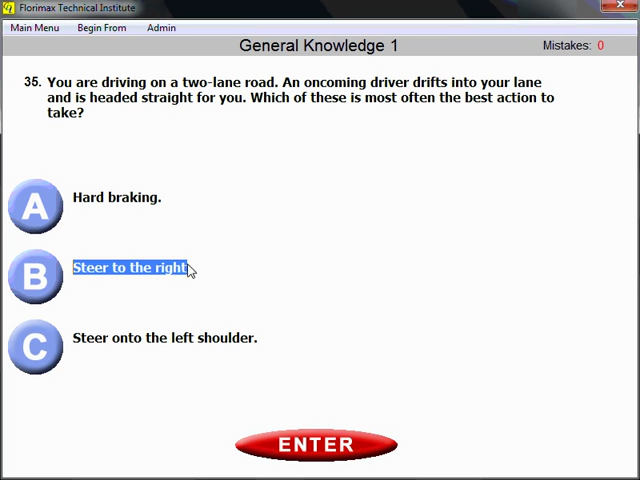 Florimax Technical Institute
Main Menu Begin From Admin
General Knowledge 1 Mistakes: 0
35. You are driving on a two-lane road. An oncoming driver drifts into your lane
and is headed straight for you. Which of these is most often the best action to
take?
A Hard braking.
B Steer to the right
C Steer onto the left shoulder.
ENTER